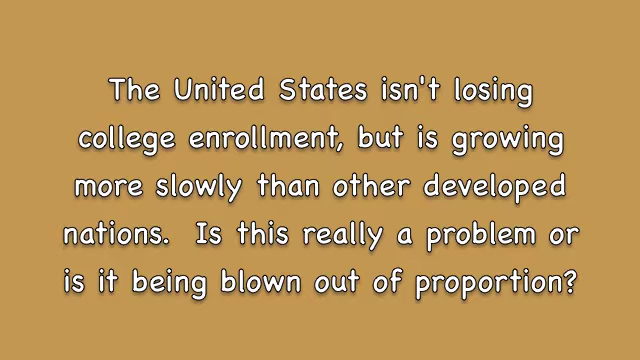 The United States isn't losing
college enrollment, but is growing
more slowly than other developed
nations.  Is this really a problem or
is it being blown out of proportion?